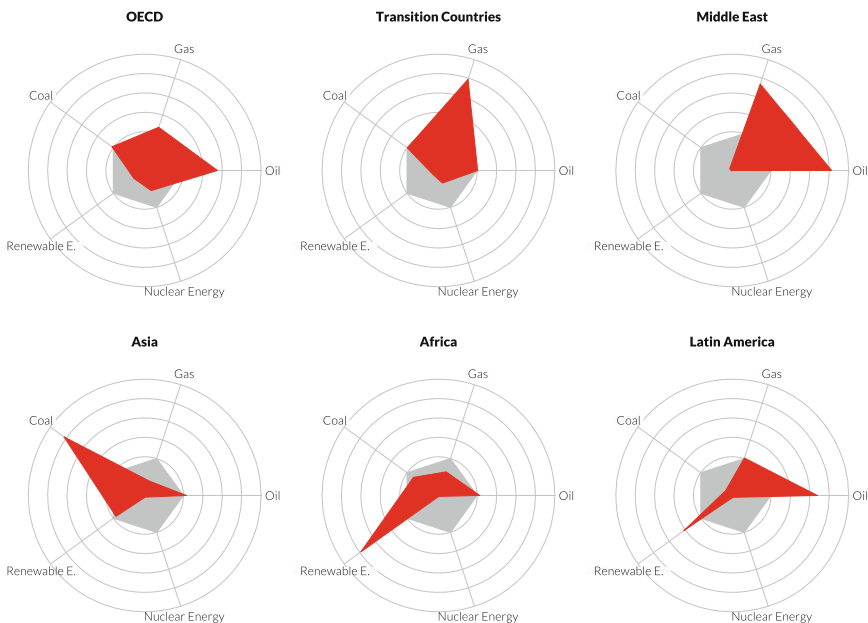 OECD
Gas
Coal
Oil
Renewable E.
Nuclear Energy
Transition Countries
Gas
Coal
Oil
Renewable E.
Nuclear Energy
Middle East
Gas
Coal
Oil
Renewable E.
Nuclear Energy
Asia
Gas
Coal
Oil
Renewable E.
Nuclear Energy
Africa
Gas
Coal
Oil
Renewable E.
Nuclear Energy
Latin America
Gas
Coal
Oil
Renewable E.
Nuclear Energy